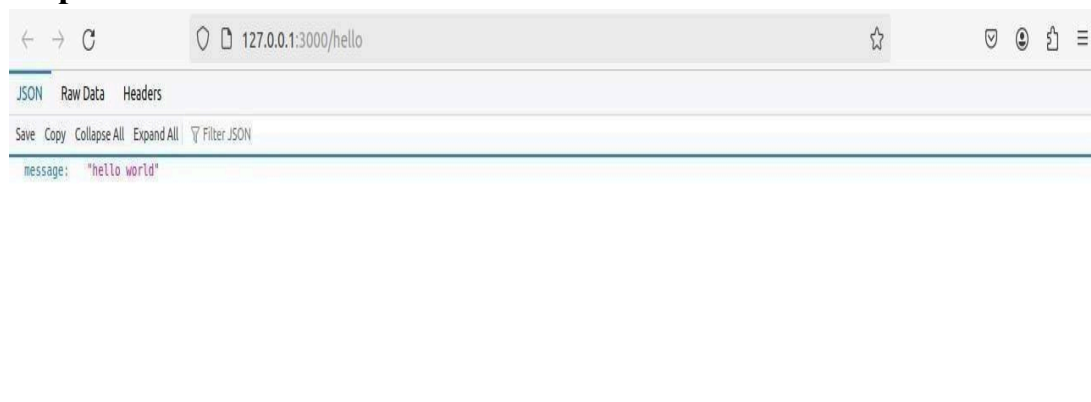 127.0.0.1:3000/hello
JSON Raw Data Headers
Save Copy Collapse All Expand All Filter JSON
message: "hello world"